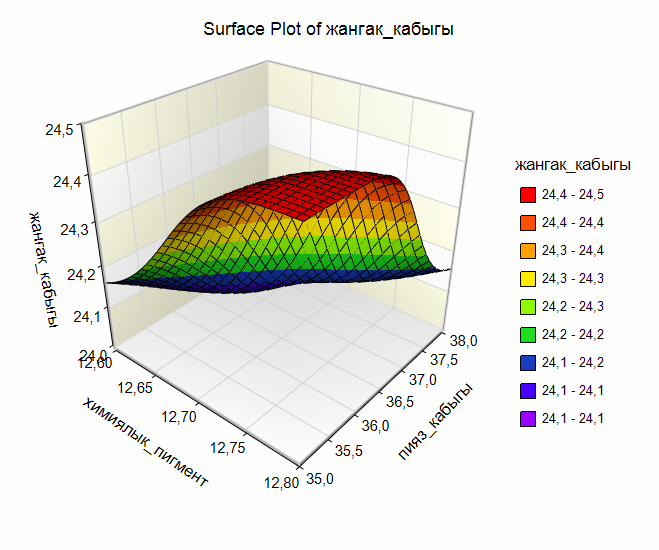 Surface Plot of жангак_кабыгы
жангак_кабыгы
24,5
24,4
24,3
24,2
24,1
24,0
жангак_кабыгы
12,60
12,65
12,70
12,75
12,80
химиялык_пигмент
35,0
35,5
36,0
36,5
37,0
37,5
38,0
пияз_кабыгы
24,4 - 24,5
24,4 - 24,4
24,3 - 24,4
24,3 - 24,3
24,2 - 24,3
24,2 - 24,2
24,1 - 24,2
24,1 - 24,1
24,1 - 24,1